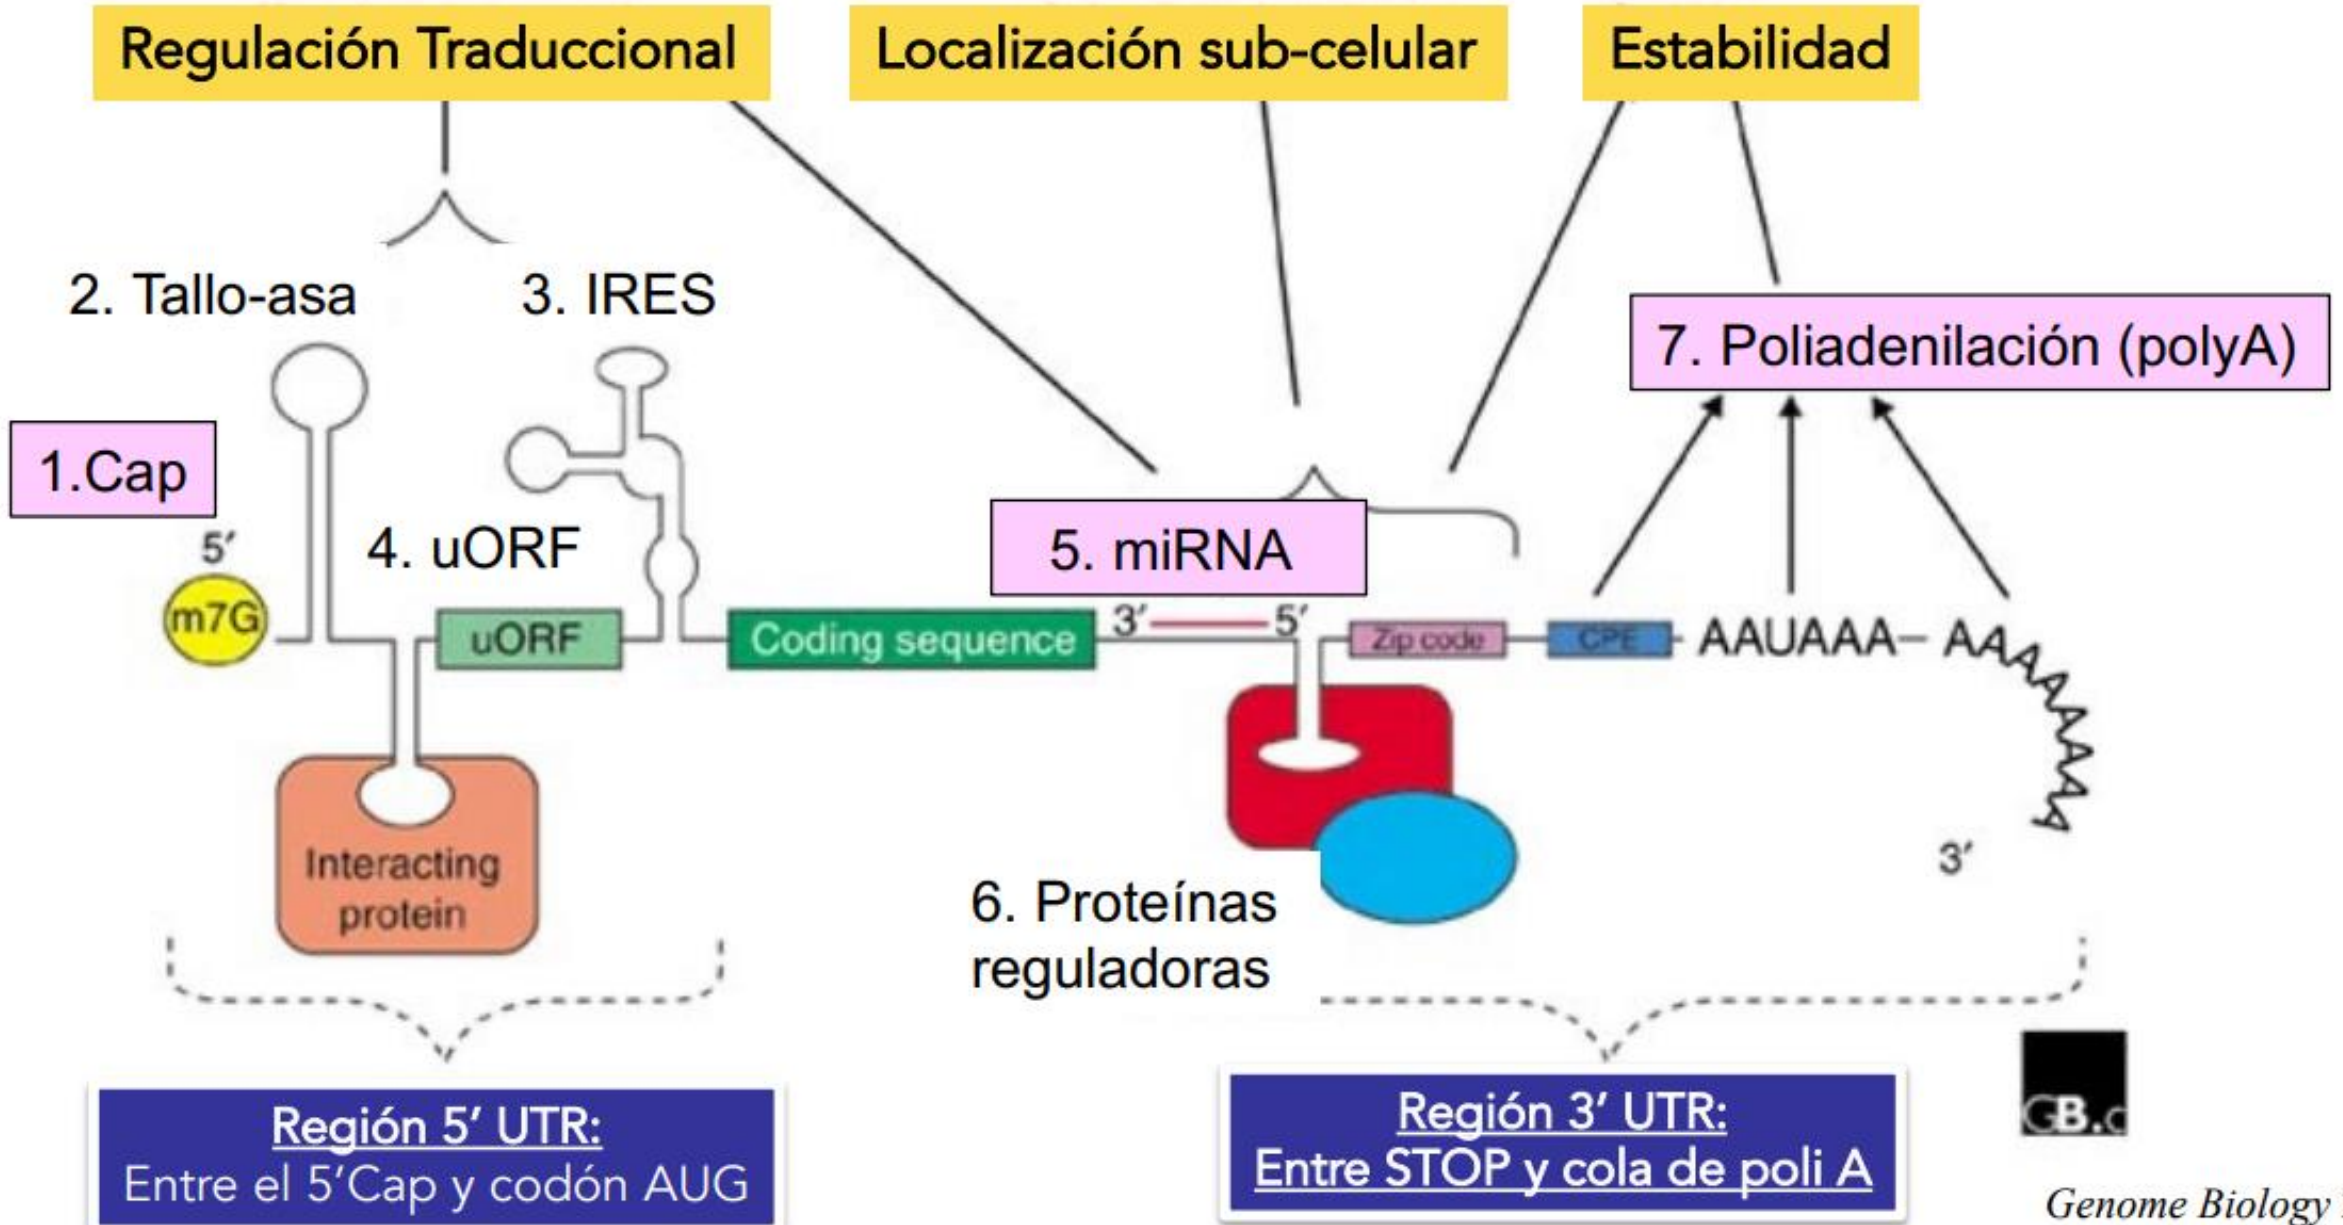 Regulación Traduccional
Localización sub-celular
Estabilidad
2. Tallo-asa
3. IRES
7. Poliadenilación (polyA)
1.Cap
5′
4. uORF
5. miRNA
m7G
uORF
Coding sequence
3′
5′
Zip code
CPE
AAUAAA
AAAAAAAA
Interacting
protein
6. Proteínas
reguladoras
3′
Región 5′ UTR:
Entre el 5′Cap y codón AUG
Región 3′ UTR:
Entre STOP y cola de poli A
GB.c
Genome Biology